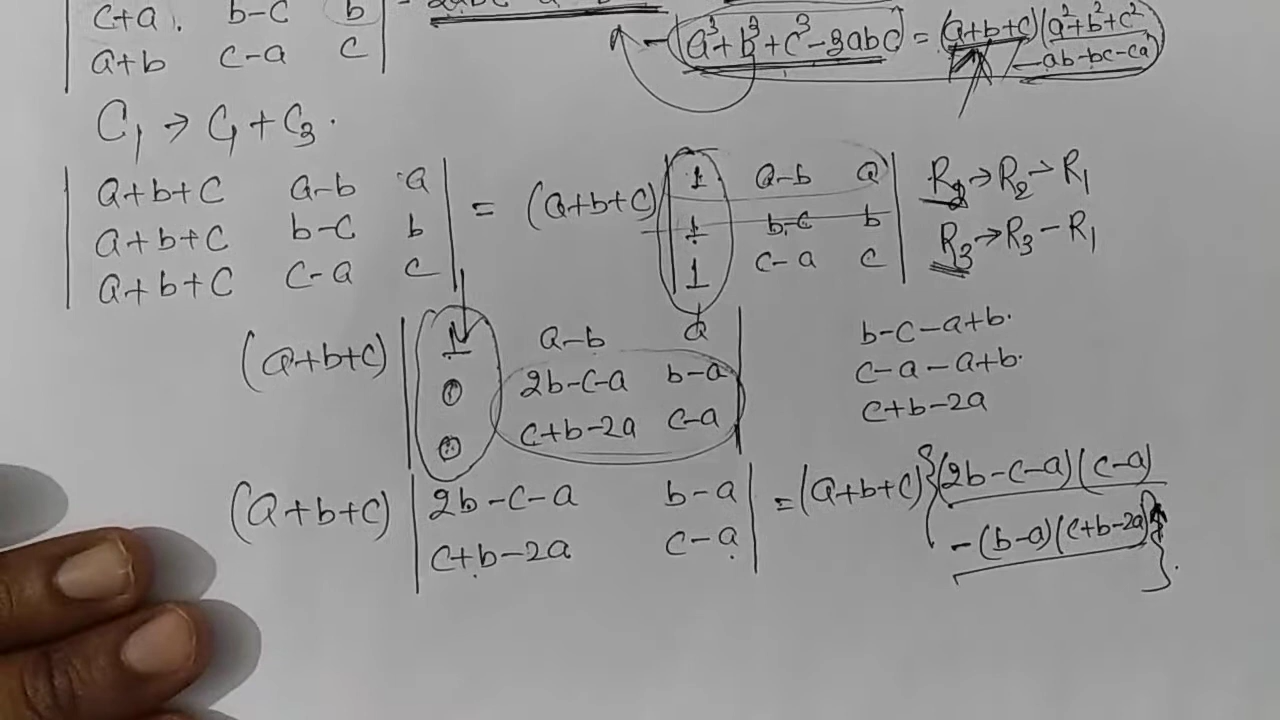 c+a. b-c b
a+b c-a c
-(a³+b³+c³-3abc) = (a+b+c)(a²+b²+c²
-ab-bc-ca)
C₁ → C₁+C₃.
a+b+c a-b a
a+b+c b-c b
a+b+c c-a c
= (a+b+c)
1 a-b a
1 b-c b
1 c-a c
R₂→R₂-R₁
R₃→R₃-R₁
(a+b+c)
1 a-b a
0 2b-c-a b-a
0 c+b-2a c-a
b-c-a+b.
c-a-a+b.
c+b-2a
(a+b+c)
2b-c-a b-a
c+b-2a c-a
=(a+b+c){(2b-c-a)(c-a)
-(b-a)(c+b-2a)}.